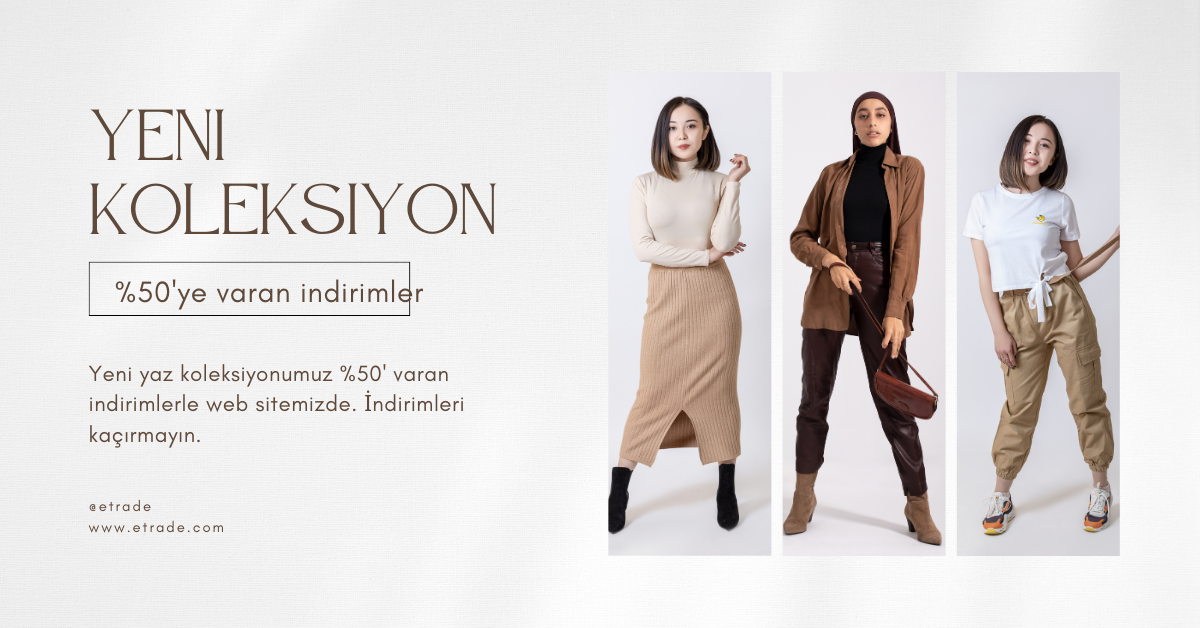 YENI
KOLEKSIYON
%50'ye varan indirimler
Yeni yaz koleksiyonumuz %50' varan
indirimlerle web sitemizde. İndirimleri
kaçırmayın.
@etrade
www.etrade.com